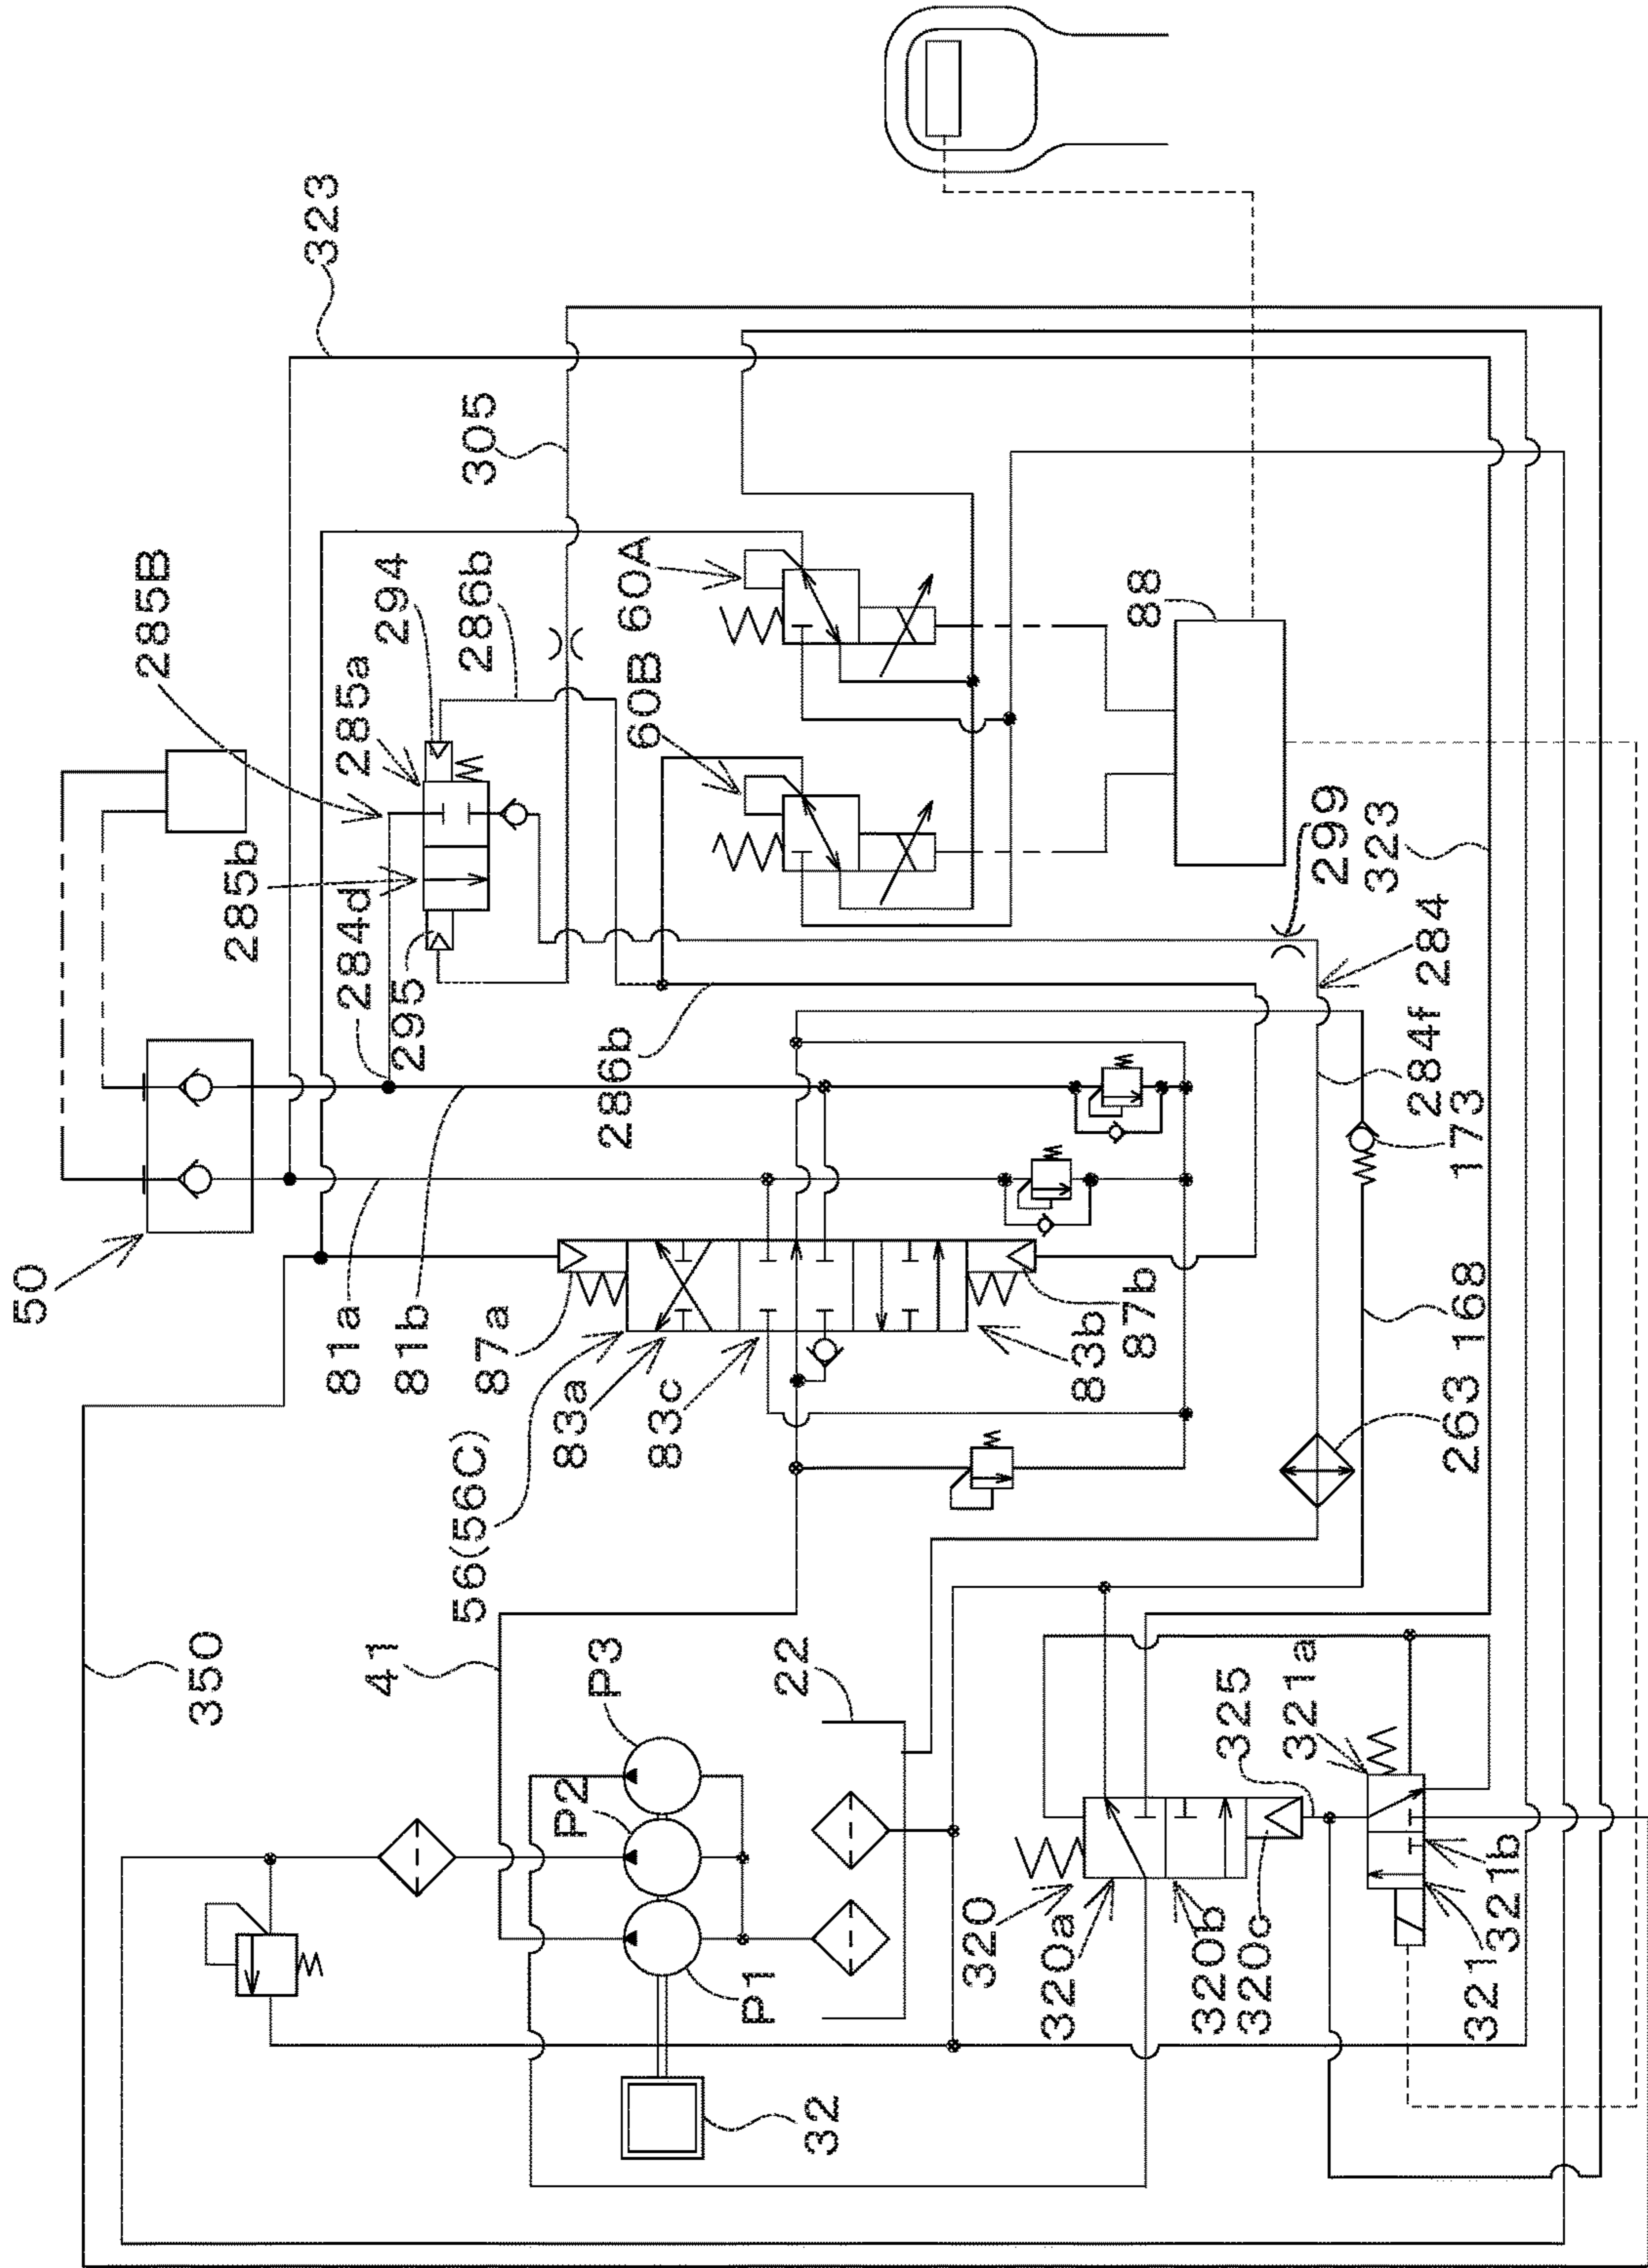 323
305
285B
294
285a
286b
60A
60B
88
285b
284d
295
299
323
284
284f
173
286b
50
81a
81b
87a
87b
83b
83a
83c
56(56C)
168
263
350
41
P3
P2
P1
22
32
325
321a
320
320a
320b
320c
321
321b